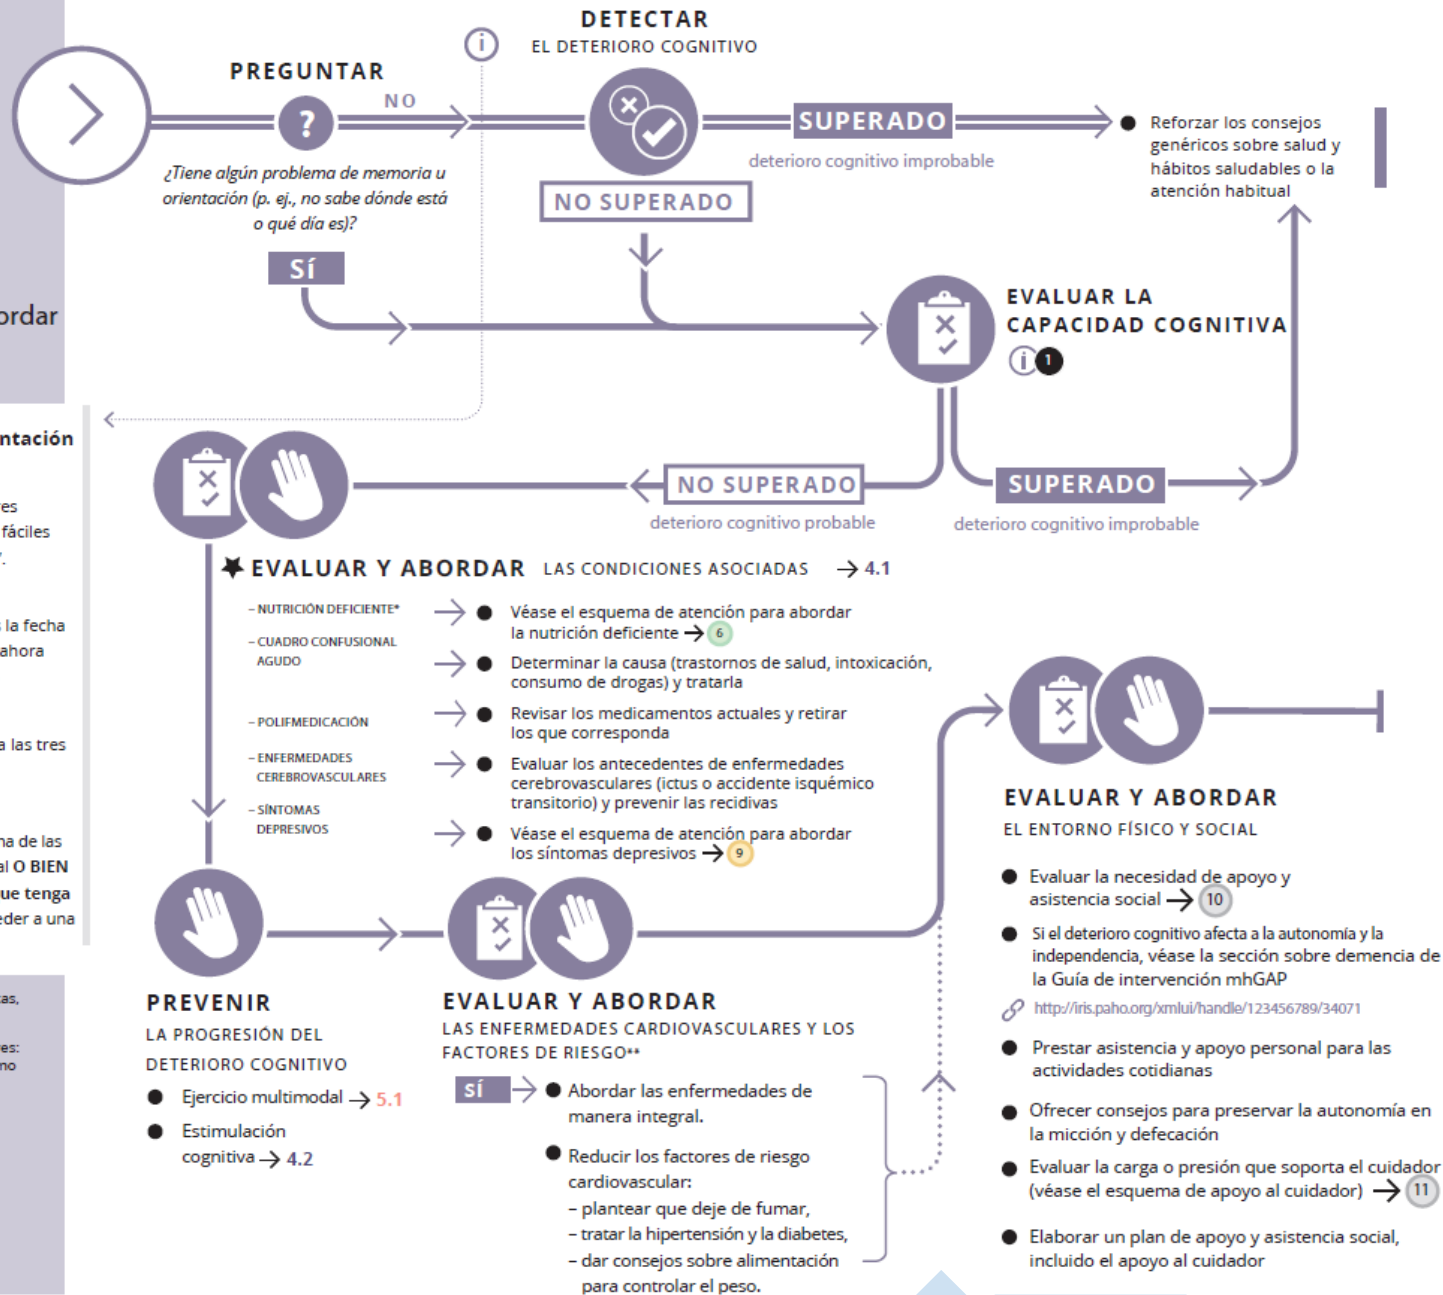 DETECTAR
EL DETERIORO COGNITIVO
i
PREGUNTAR
NO
?
SUPERADO
deterioro cognitivo improbable
Reforzar los consejos
genéricos sobre salud y
hábitos saludables o la
atención habitual
¿Tiene algún problema de memoria u
orientación (p. ej., no sabe dónde está
o qué día es)?
NO SUPERADO
SÍ
EVALUAR LA
CAPACIDAD COGNITIVA
i 1
ordar
ntación
es
fáciles
.
la fecha
ahora
a las tres
na de las
al O BIEN
ue tenga
eder a una
as,
es:
no
NO SUPERADO
deterioro cognitivo probable
SUPERADO
deterioro cognitivo improbable
EVALUAR Y ABORDAR LAS CONDICIONES ASOCIADAS → 4.1
– NUTRICIÓN DEFICIENTE*
Véase el esquema de atención para abordar
la nutrición deficiente → 6
– CUADRO CONFUSIONAL
AGUDO
Determinar la causa (trastornos de salud, intoxicación,
consumo de drogas) y tratarla
– POLIFMEDICACIÓN
Revisar los medicamentos actuales y retirar
los que corresponda
– ENFERMEDADES
CEREBROVASCULARES
Evaluar los antecedentes de enfermedades
cerebrovasculares (ictus o accidente isquémico
transitorio) y prevenir las recidivas
– SÍNTOMAS
DEPRESIVOS
Véase el esquema de atención para abordar
los síntomas depresivos → 9
PREVENIR
LA PROGRESIÓN DEL
DETERIORO COGNITIVO
● Ejercicio multimodal → 5.1
● Estimulación
cognitiva → 4.2
EVALUAR Y ABORDAR
LAS ENFERMEDADES CARDIOVASCULARES Y LOS
FACTORES DE RIESGO**
SÍ
● Abordar las enfermedades de
manera integral.
● Reducir los factores de riesgo
cardiovascular:
– plantear que deje de fumar,
– tratar la hipertensión y la diabetes,
– dar consejos sobre alimentación
para controlar el peso.
EVALUAR Y ABORDAR
EL ENTORNO FÍSICO Y SOCIAL
● Evaluar la necesidad de apoyo y
asistencia social → 10
● Si el deterioro cognitivo afecta a la autonomía y la
independencia, véase la sección sobre demencia de
la Guía de intervención mhGAP
http://iris.paho.org/xmlui/handle/123456789/34071
● Prestar asistencia y apoyo personal para las
actividades cotidianas
● Ofrecer consejos para preservar la autonomía en
la micción y defecación
● Evaluar la carga o presión que soporta el cuidador
(véase el esquema de apoyo al cuidador) → 11
● Elaborar un plan de apoyo y asistencia social,
incluido el apoyo al cuidador